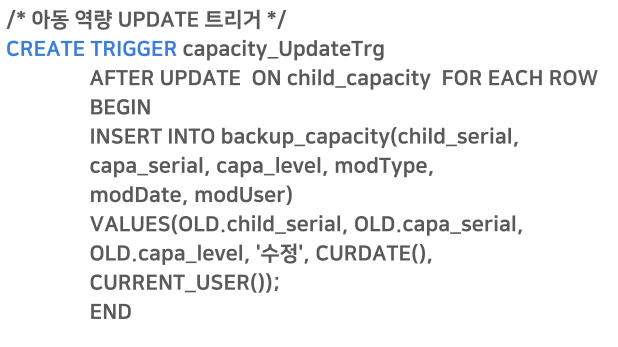 /* 아동 역량 UPDATE 트리거 */
CREATE TRIGGER capacity_UpdateTrg
AFTER UPDATE  ON child_capacity  FOR EACH ROW
BEGIN
INSERT INTO backup_capacity(child_serial,
capa_serial, capa_level, modType,
modDate, modUser)
VALUES(OLD.child_serial, OLD.capa_serial,
OLD.capa_level, '수정', CURDATE(),
CURRENT_USER());
END